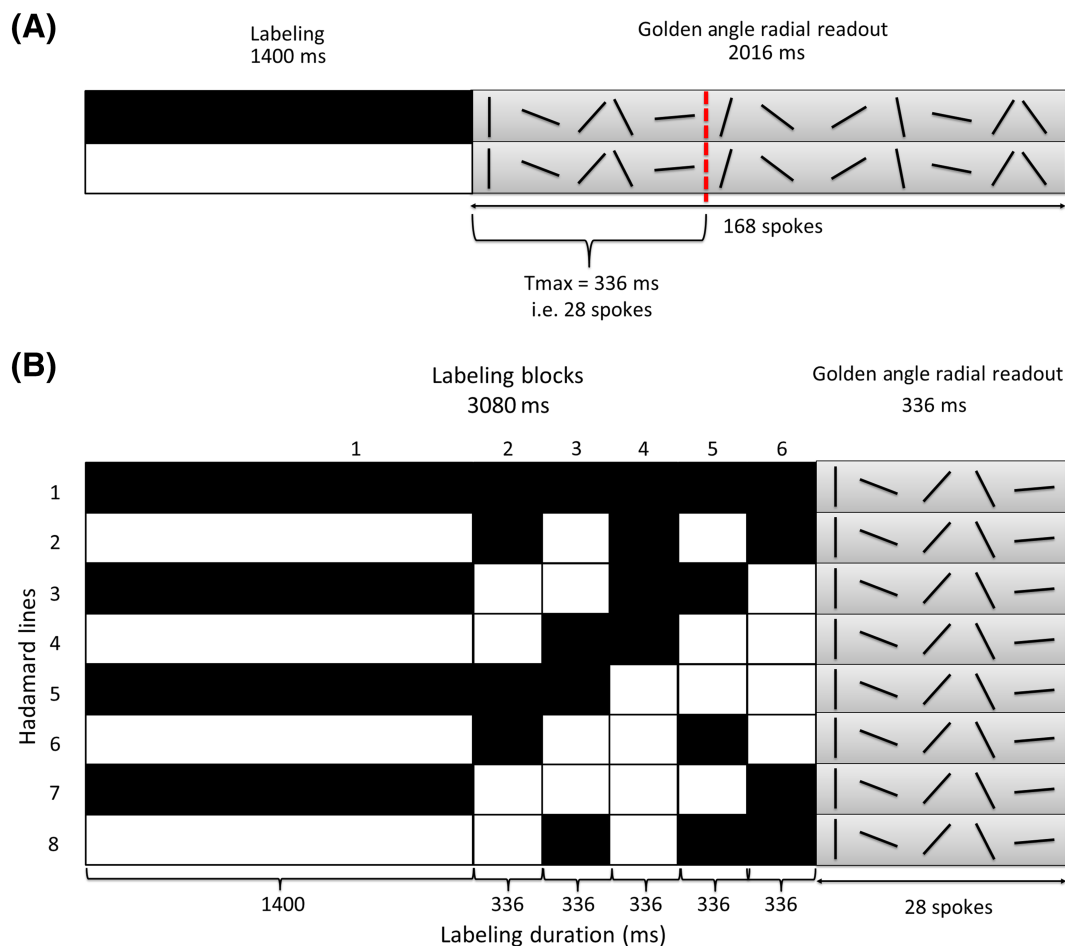 (A)
Labeling
1400 ms
Golden angle radial readout
2016 ms
168 spokes
Tmax = 336 ms
i.e. 28 spokes
(B)
Labeling blocks
3080 ms
Golden angle radial readout
336 ms
1 2 3 4 5 6
Hadamard lines
1
2
3
4
5
6
7
8
1400 336 336 336 336 336
28 spokes
Labeling duration (ms)